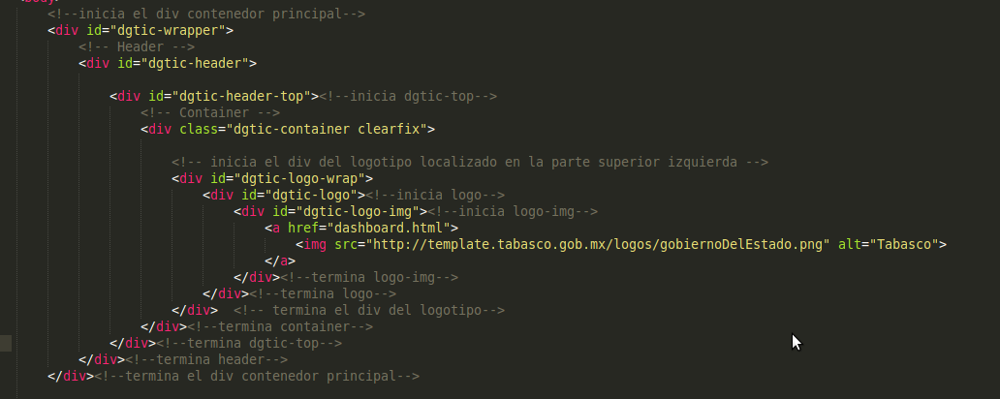 body
<!--inicia el div contenedor principal-->
<div id="dgtic-wrapper">
<!-- Header -->
<div id="dgtic-header">
<div id="dgtic-header-top"><!--inicia dgtic-top-->
<!-- Container -->
<div class="dgtic-container clearfix">
<!-- inicia el div del logotipo localizado en la parte superior izquierda -->
<div id="dgtic-logo-wrap">
<div id="dgtic-logo"><!--inicia logo-->
<div id="dgtic-logo-img"><!--inicia logo-img-->
<a href="dashboard.html">
<img src="http://template.tabasco.gob.mx/logos/gobiernoDelEstado.png" alt="Tabasco">
</a>
</div><!--termina logo-img-->
</div><!--termina logo-->
</div>  <!-- termina el div del logotipo-->
</div><!--termina container-->
</div><!--termina dgtic-top-->
</div><!--termina header-->
</div><!--termina el div contenedor principal-->